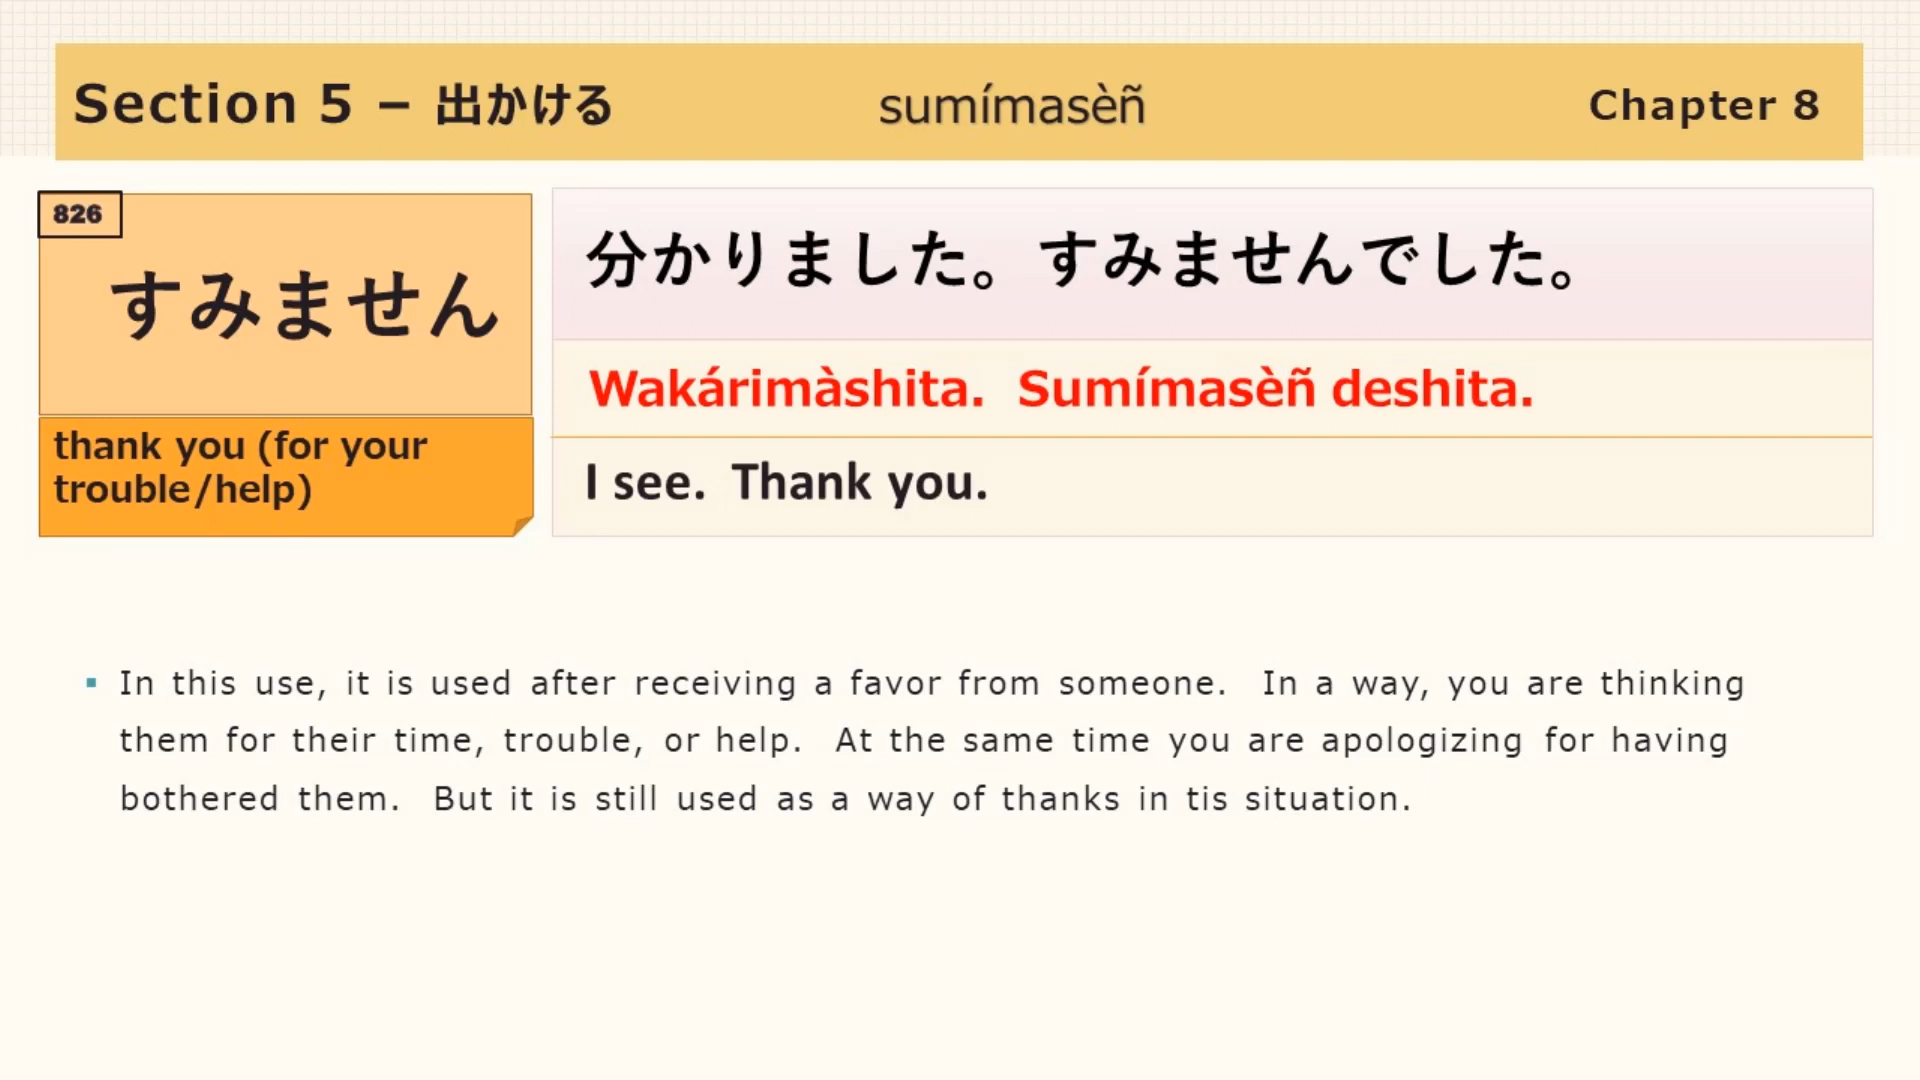 Section 5 – 出かける
sumímasèñ
Chapter 8
826
すみません
thank you (for your
trouble/help)
分かりました。すみませんでした。
Wakárimàshita.  Sumímasèñ deshita.
I see.  Thank you.
▪ In this use, it is used after receiving a favor from someone.  In a way, you are thinking
them for their time, trouble, or help.  At the same time you are apologizing for having
bothered them.  But it is still used as a way of thanks in tis situation.